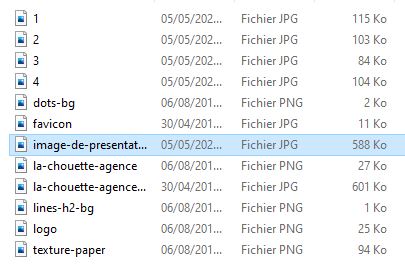 1 05/05/202... Fichier JPG 115 Ko
2 05/05/202... Fichier JPG 103 Ko
3 05/05/202... Fichier JPG 84 Ko
4 05/05/202... Fichier JPG 104 Ko
dots-bg 06/08/201... Fichier PNG 2 Ko
favicon 30/04/201... Fichier JPG 11 Ko
image-de-presentat... 05/05/202... Fichier JPG 588 Ko
la-chouette-agence 06/08/201... Fichier PNG 27 Ko
la-chouette-agence... 30/04/201... Fichier JPG 601 Ko
lines-h2-bg 06/08/201... Fichier PNG 1 Ko
logo 06/08/201... Fichier PNG 25 Ko
texture-paper 06/08/201... Fichier PNG 94 Ko